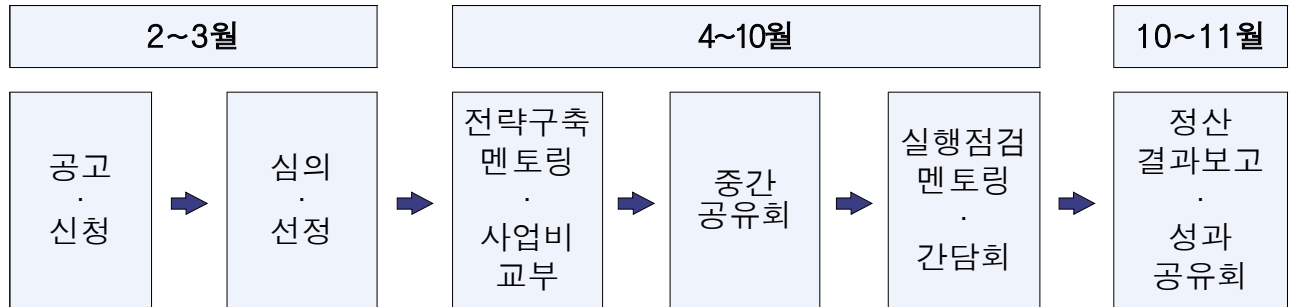 2~3월
4~10월
10~11월
공고
·
신청
심의
·
선정
전략구축
멘토링
·
사업비
교부
중간
공유회
실행점검
멘토링
·
간담회
정산
결과보고
·
성과
공유회